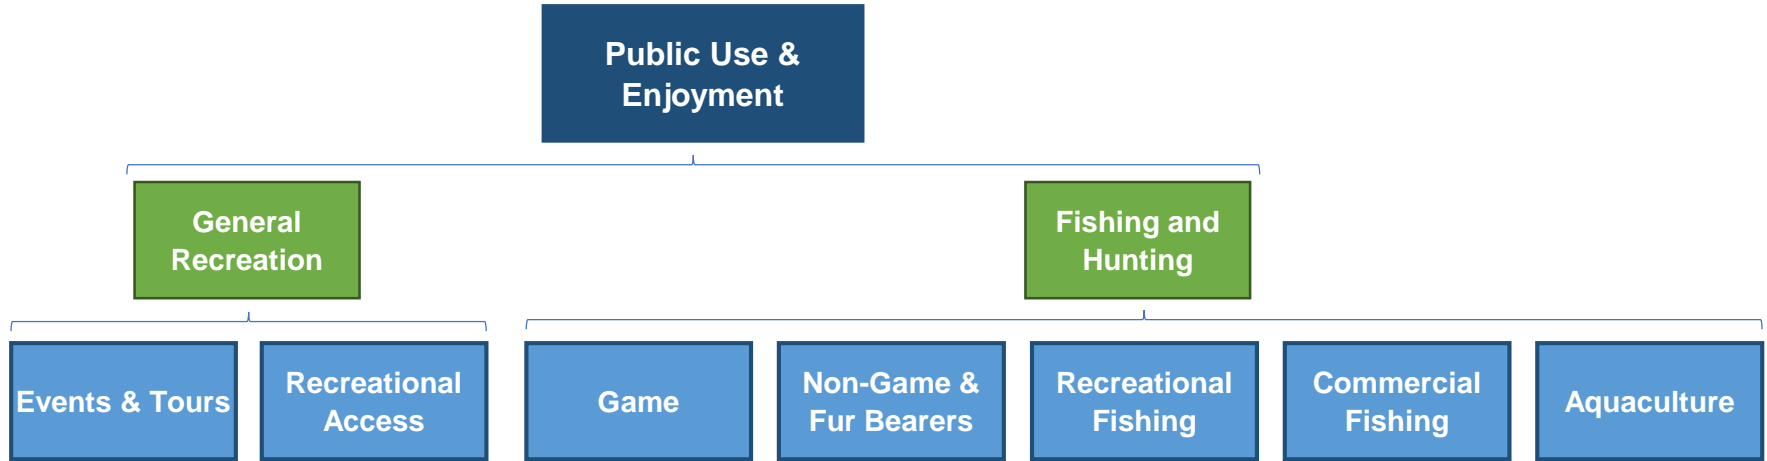 Public Use &
Enjoyment
General
Recreation
Fishing and
Hunting
Events & Tours
Recreational
Access
Game
Non-Game &
Fur Bearers
Recreational
Fishing
Commercial
Fishing
Aquaculture